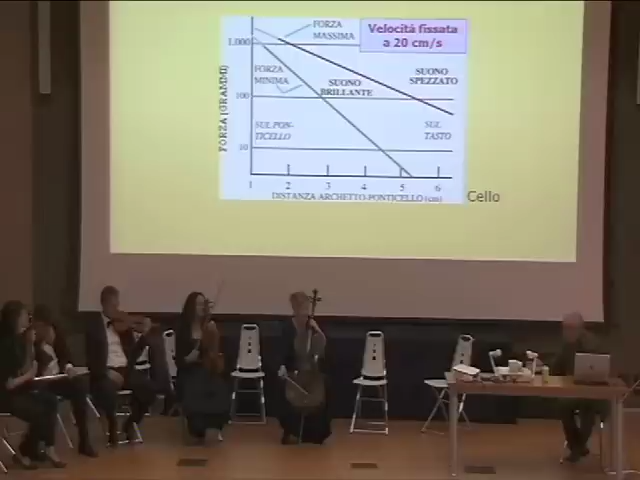 FORZA
MASSIMA
Velocità fissata
a 20 cm/s
1.000
FORZA
MINIMA
SUONO
BRILLANTE
SUONO
SPEZZATO
FORZA (GRAMMI)
100
SUL PON-
TICELLO
SUL
TASTO
10
1 2 3 4 5 6
DISTANZA ARCHETTO-PONTICELLO (cm)
Cello